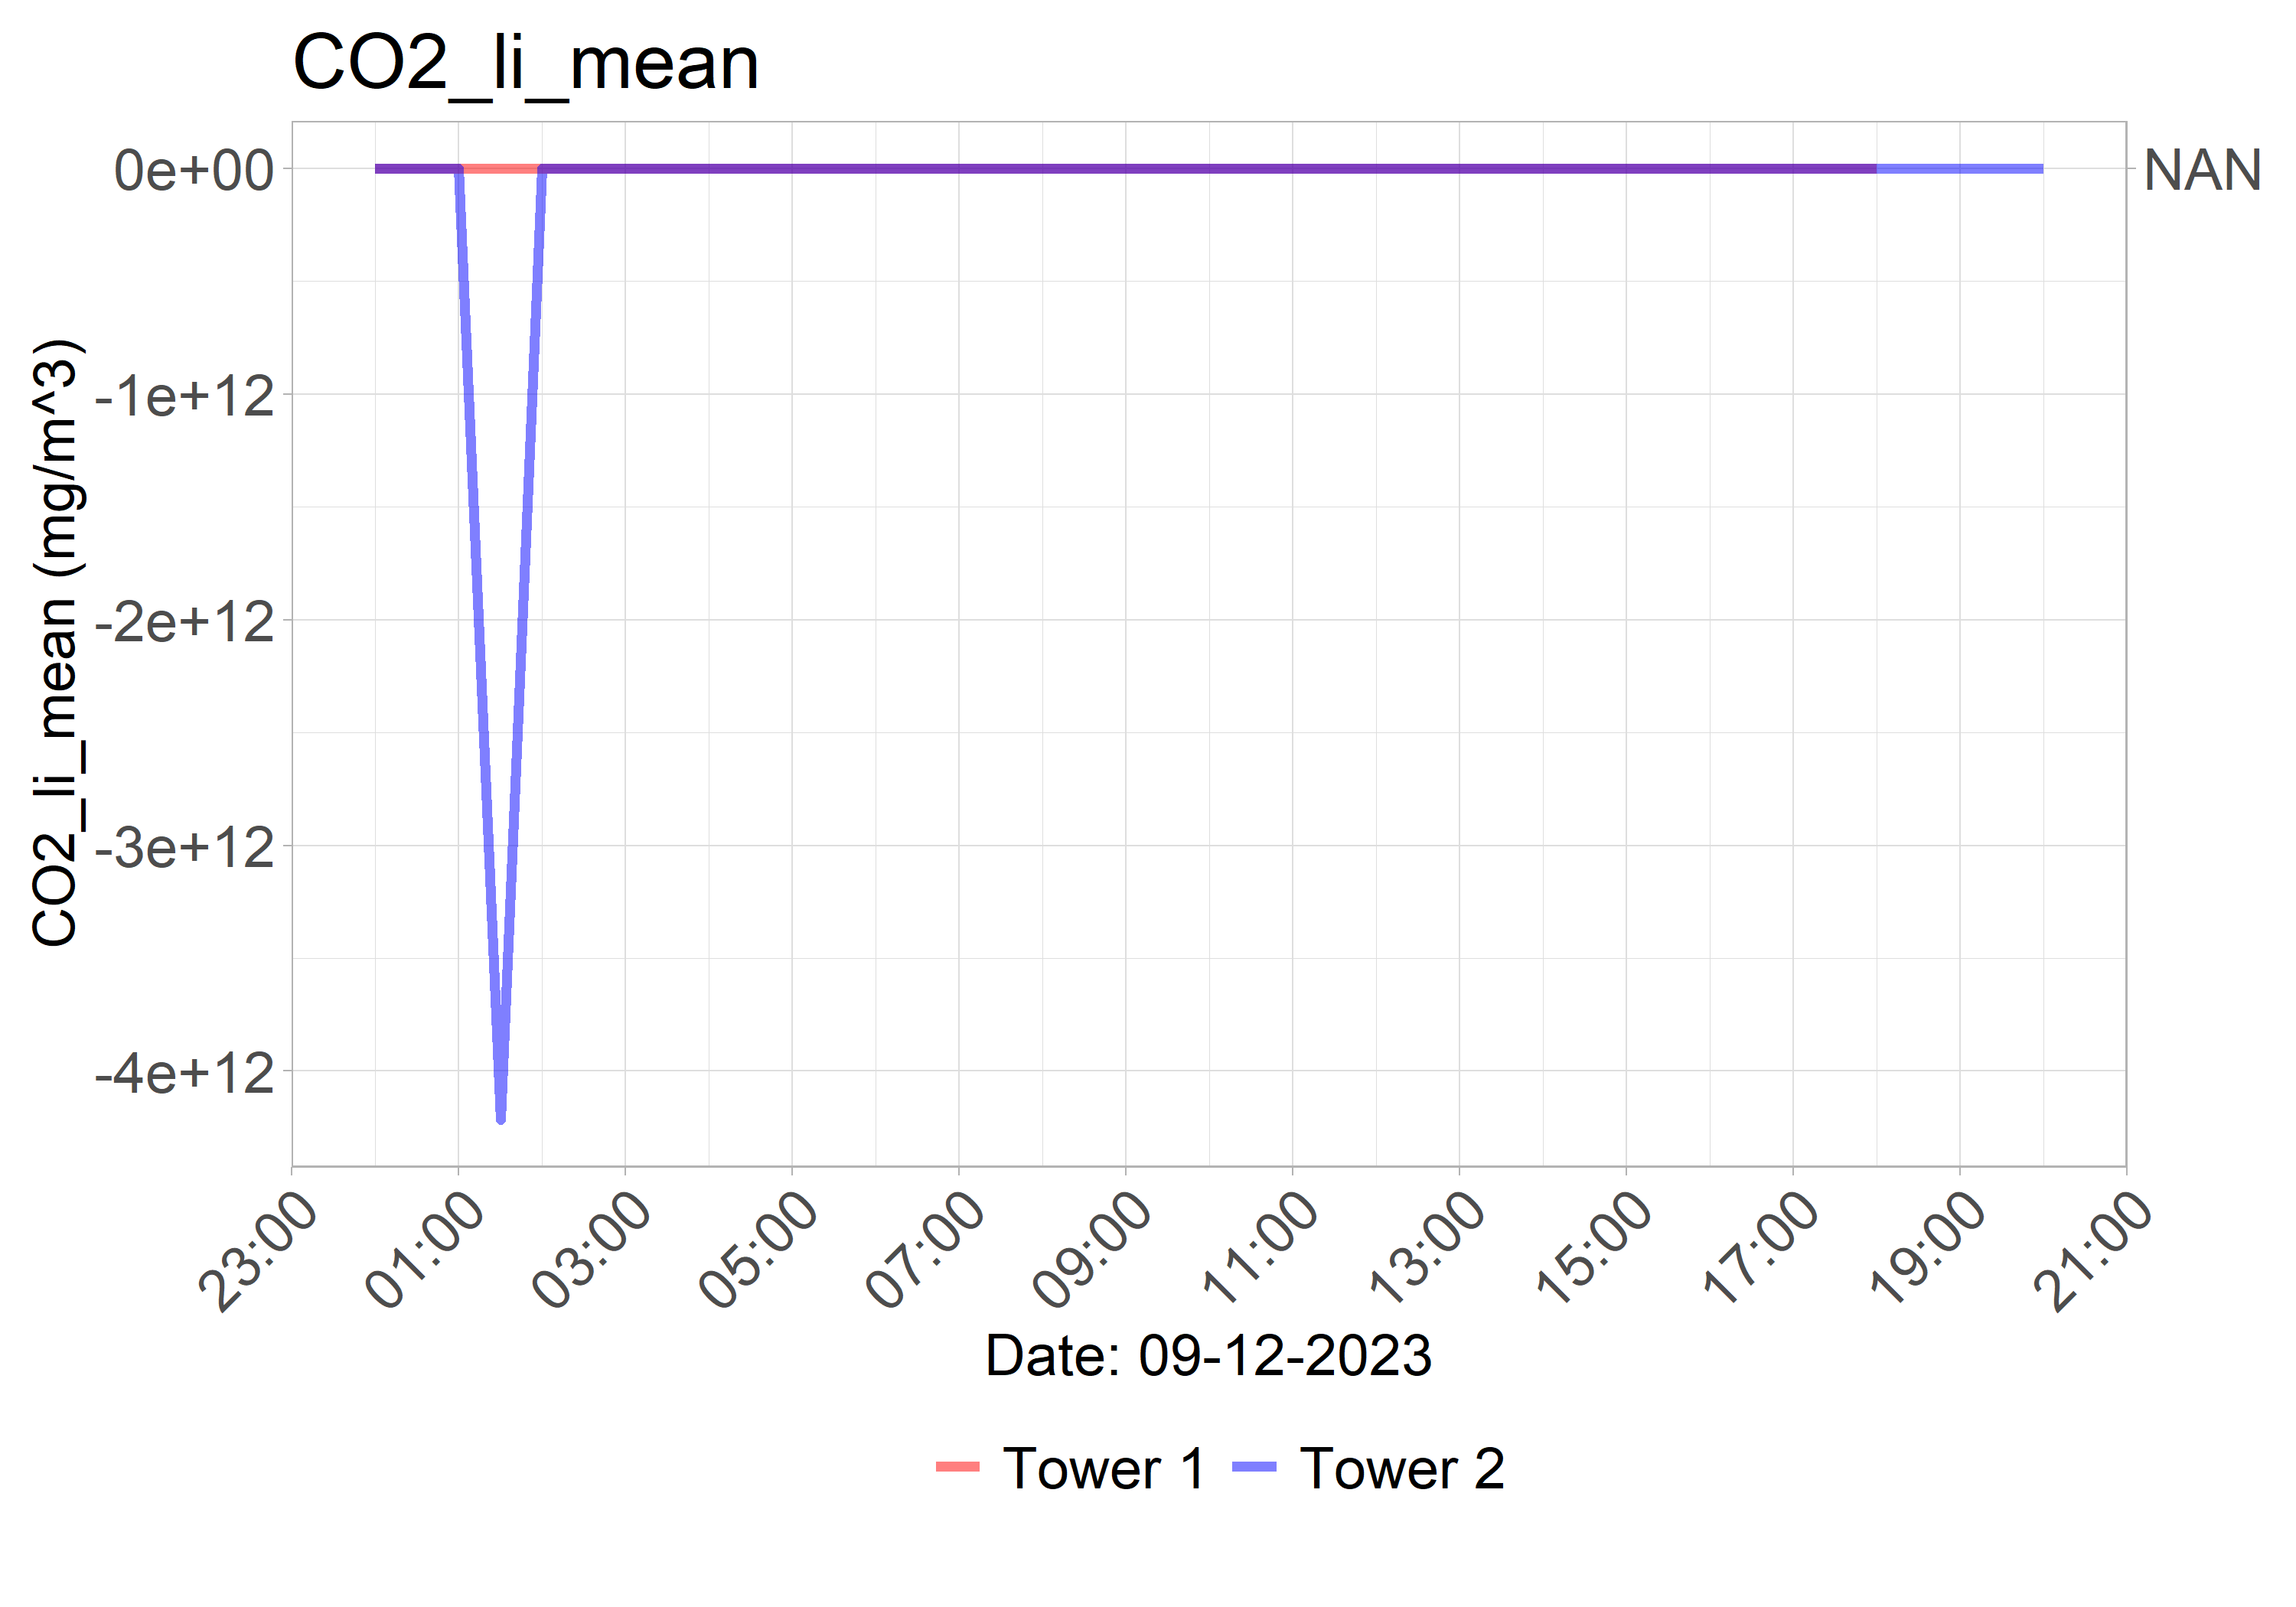 CO2_li_mean
CO2_li_mean (mg/m^3)
0e+00
-1e+12
-2e+12
-3e+12
-4e+12
NAN
23:00
01:00
03:00
05:00
07:00
09:00
11:00
13:00
15:00
17:00
19:00
21:00
Date: 09-12-2023
Tower 1 Tower 2